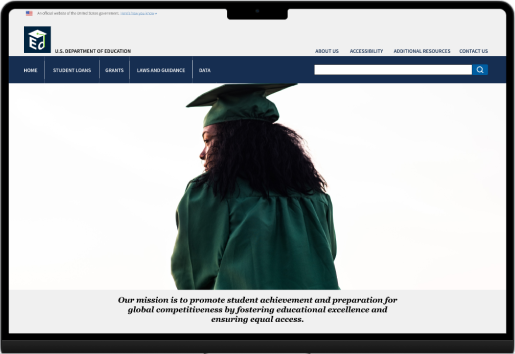 An official website of the United States government.
Ed
U.S. DEPARTMENT OF EDUCATION
ABOUT US
ACCESSIBILITY
ADDITIONAL RESOURCES
CONTACT US
HOME
STUDENT LOANS
GRANTS
LAWS AND GUIDANCE
DATA
Our mission is to promote student achievement and preparation for
global competitiveness by fostering educational excellence and
ensuring equal access.